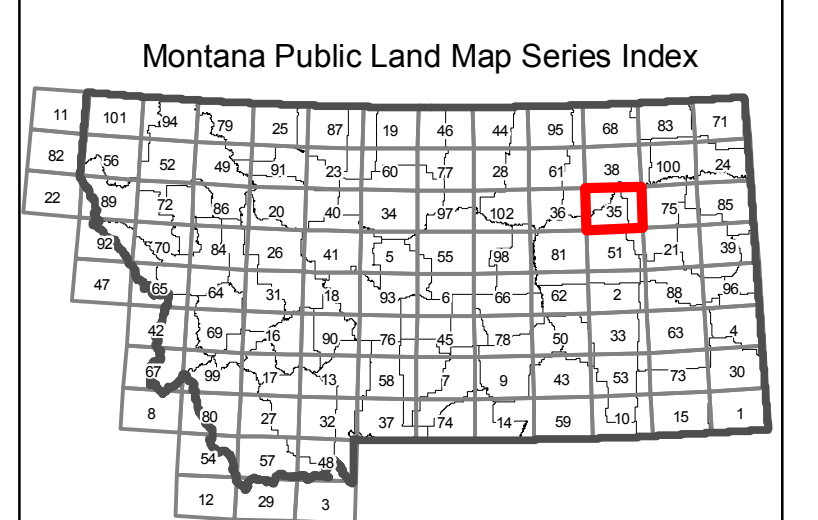 Montana Public Land Map Series Index
11 101 94 79 25 87 19 46 44 95 68 83 71
82 56 52 49 91 23 60 77 28 61 38 100 24
22 89 72 86 20 40 34 97 102 36 35 75 85
92 70 84 26 41 5 55 98 81 51 21 39
47 65 64 31 18 93 6 66 62 2 88 96
42 69 16 90 76 45 78 50 33 63 4
67 99 17 13 58 7 9 43 53 73 30
8 80 27 32 37 74 14 59 10 15 1
54 57 48
12 29 3